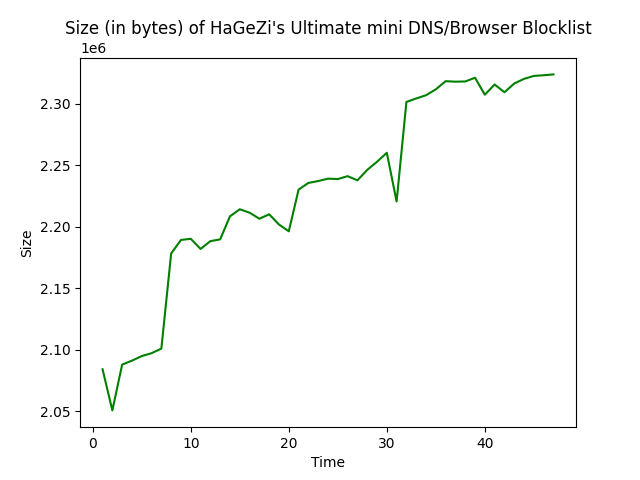 Size (in bytes) of HaGeZi's Ultimate mini DNS/Browser Blocklist
1e6
2.30
2.25
2.20
2.15
2.10
2.05
Size
0 10 20 30 40
Time